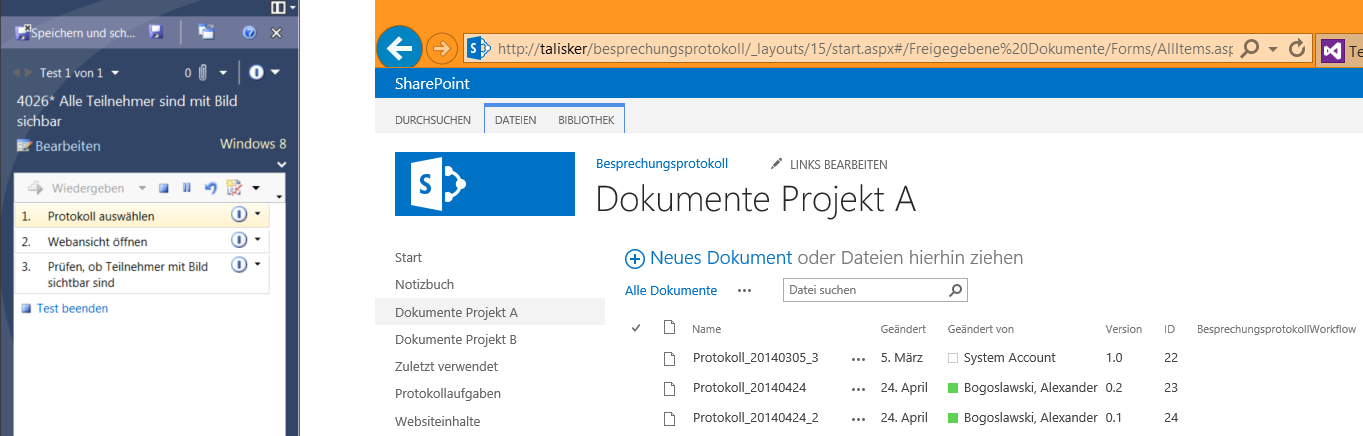 Speichern und sch...
Test 1 von 1
0
4026* Alle Teilnehmer sind mit Bild
sichbar
Bearbeiten
Windows 8
Wiedergeben
1. Protokoll auswählen
2. Webansicht öffnen
3. Prüfen, ob Teilnehmer mit Bild
sichtbar sind
Test beenden
http://talisker/besprechungsprotokoll/_layouts/15/start.aspx#/Freigegebene%20Dokumente/Forms/AllItems.asp
Te
SharePoint
DURCHSUCHEN DATEIEN BIBLIOTHEK
S
Besprechungsprotokoll LINKS BEARBEITEN
Dokumente Projekt A
Start
Notizbuch
Dokumente Projekt A
Dokumente Projekt B
Zuletzt verwendet
Protokollaufgaben
Websiteinhalte
Neues Dokument oder Dateien hierhin ziehen
Alle Dokumente ... Datei suchen
Name Geändert Geändert von Version ID BesprechungsprotokollWorkflow
Protokoll_20140305_3 ... 5. März System Account 1.0 22
Protokoll_20140424 ... 24. April Bogoslawski, Alexander 0.2 23
Protokoll_20140424_2 ... 24. April Bogoslawski, Alexander 0.1 24